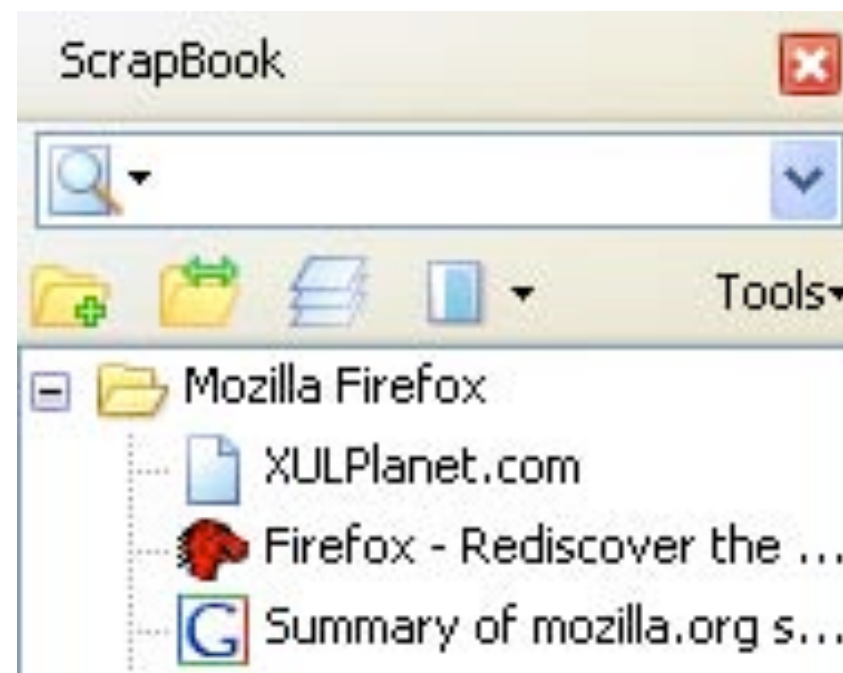 ScrapBook
Tools
Mozilla Firefox
XULPlanet.com
Firefox - Rediscover the ...
G Summary of mozilla.org s...